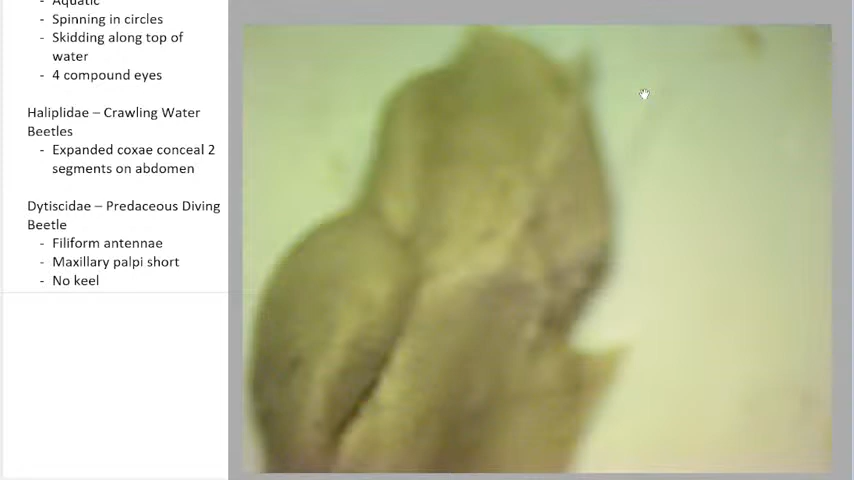 Aquatic
- Spinning in circles
- Skidding along top of
water
- 4 compound eyes
Haliplidae – Crawling Water
Beetles
- Expanded coxae conceal 2
segments on abdomen
Dytiscidae – Predaceous Diving
Beetle
- Filiform antennae
- Maxillary palpi short
- No keel